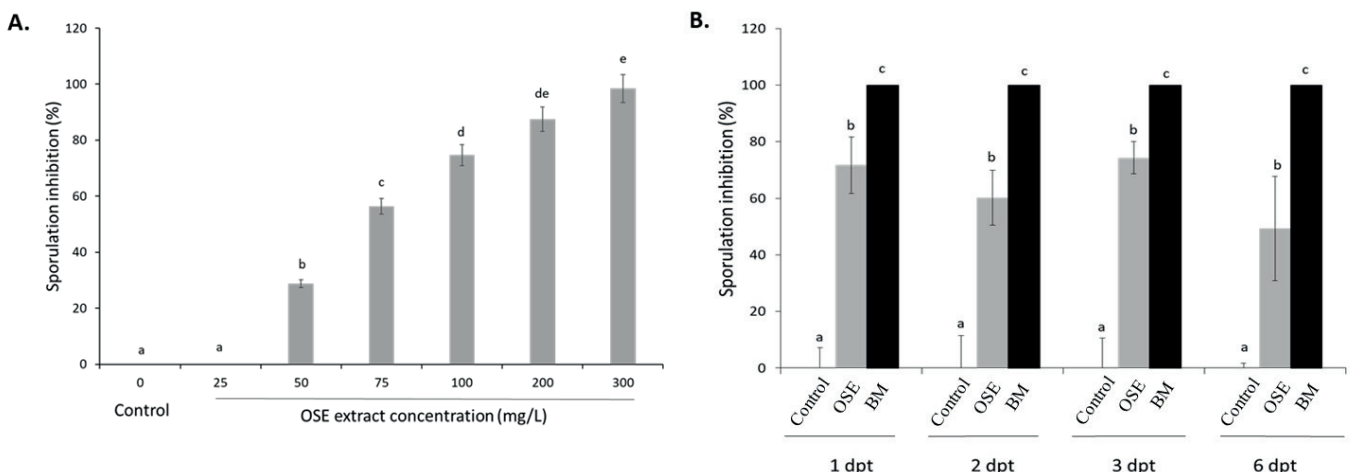 A.
Sporulation inhibition (%)
120
100
80
60
40
20
0
a
a
b
c
d
de
e
0 25 50 75 100 200 300
Control
OSE extract concentration (mg/L)
B.
Sporulation inhibition (%)
120
100
80
60
40
20
0
a b c
a b c
a b c
a b c
Control OSE BM
Control OSE BM
Control OSE BM
Control OSE BM
1 dpt 2 dpt 3 dpt 6 dpt